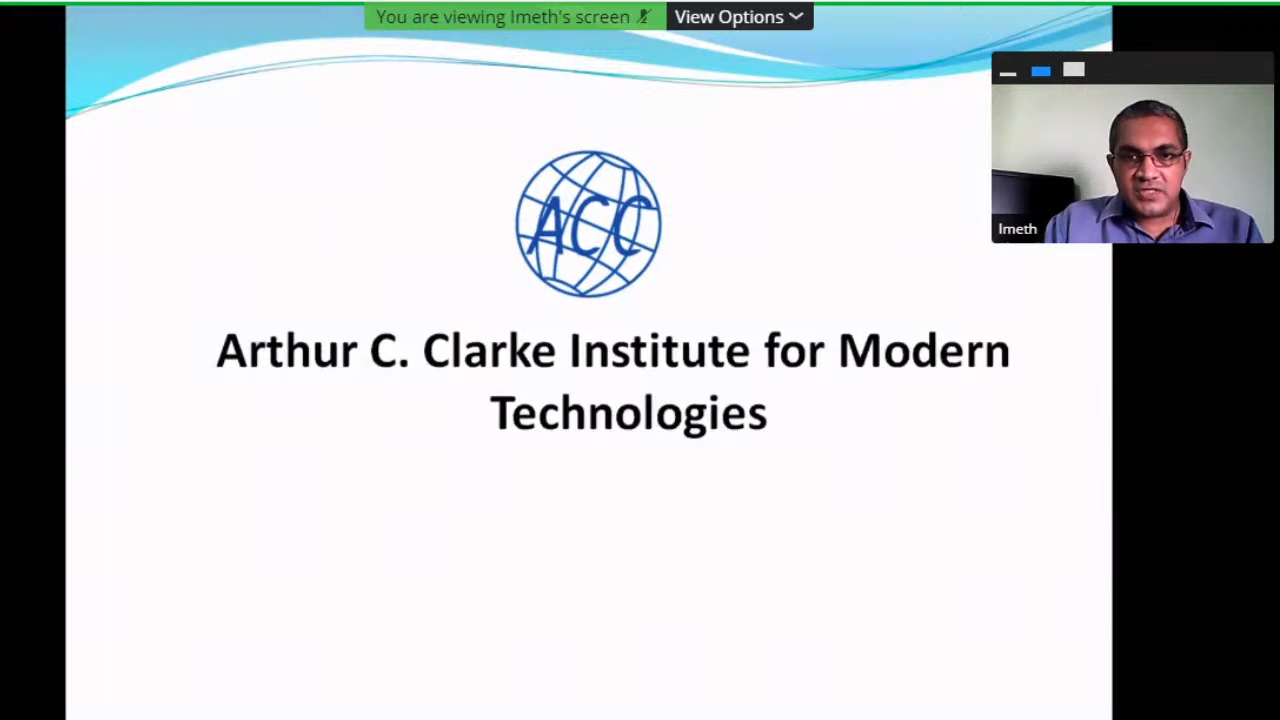 You are viewing Imeth's screen
View Options
Imeth
ACC
Arthur C. Clarke Institute for Modern
Technologies